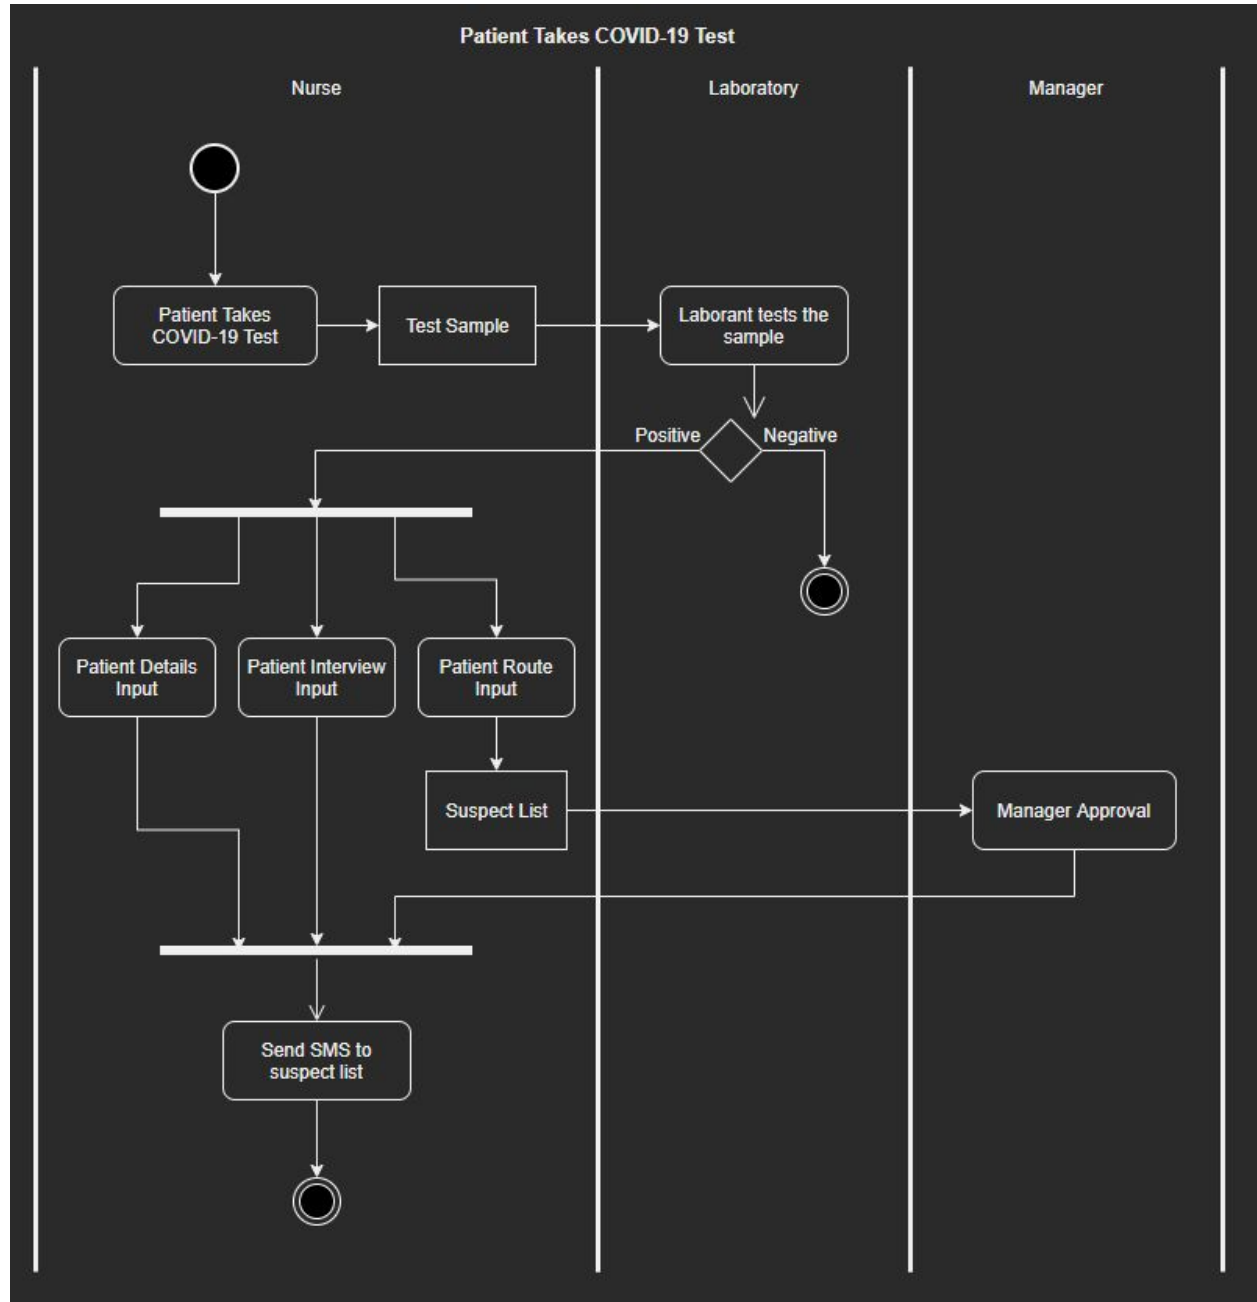 Patient Takes COVID-19 Test
Nurse
Laboratory
Manager
Patient Takes
COVID-19 Test
Test Sample
Laborant tests the
sample
Positive
Negative
Patient Details
Input
Patient Interview
Input
Patient Route
Input
Suspect List
Manager Approval
Send SMS to
suspect list